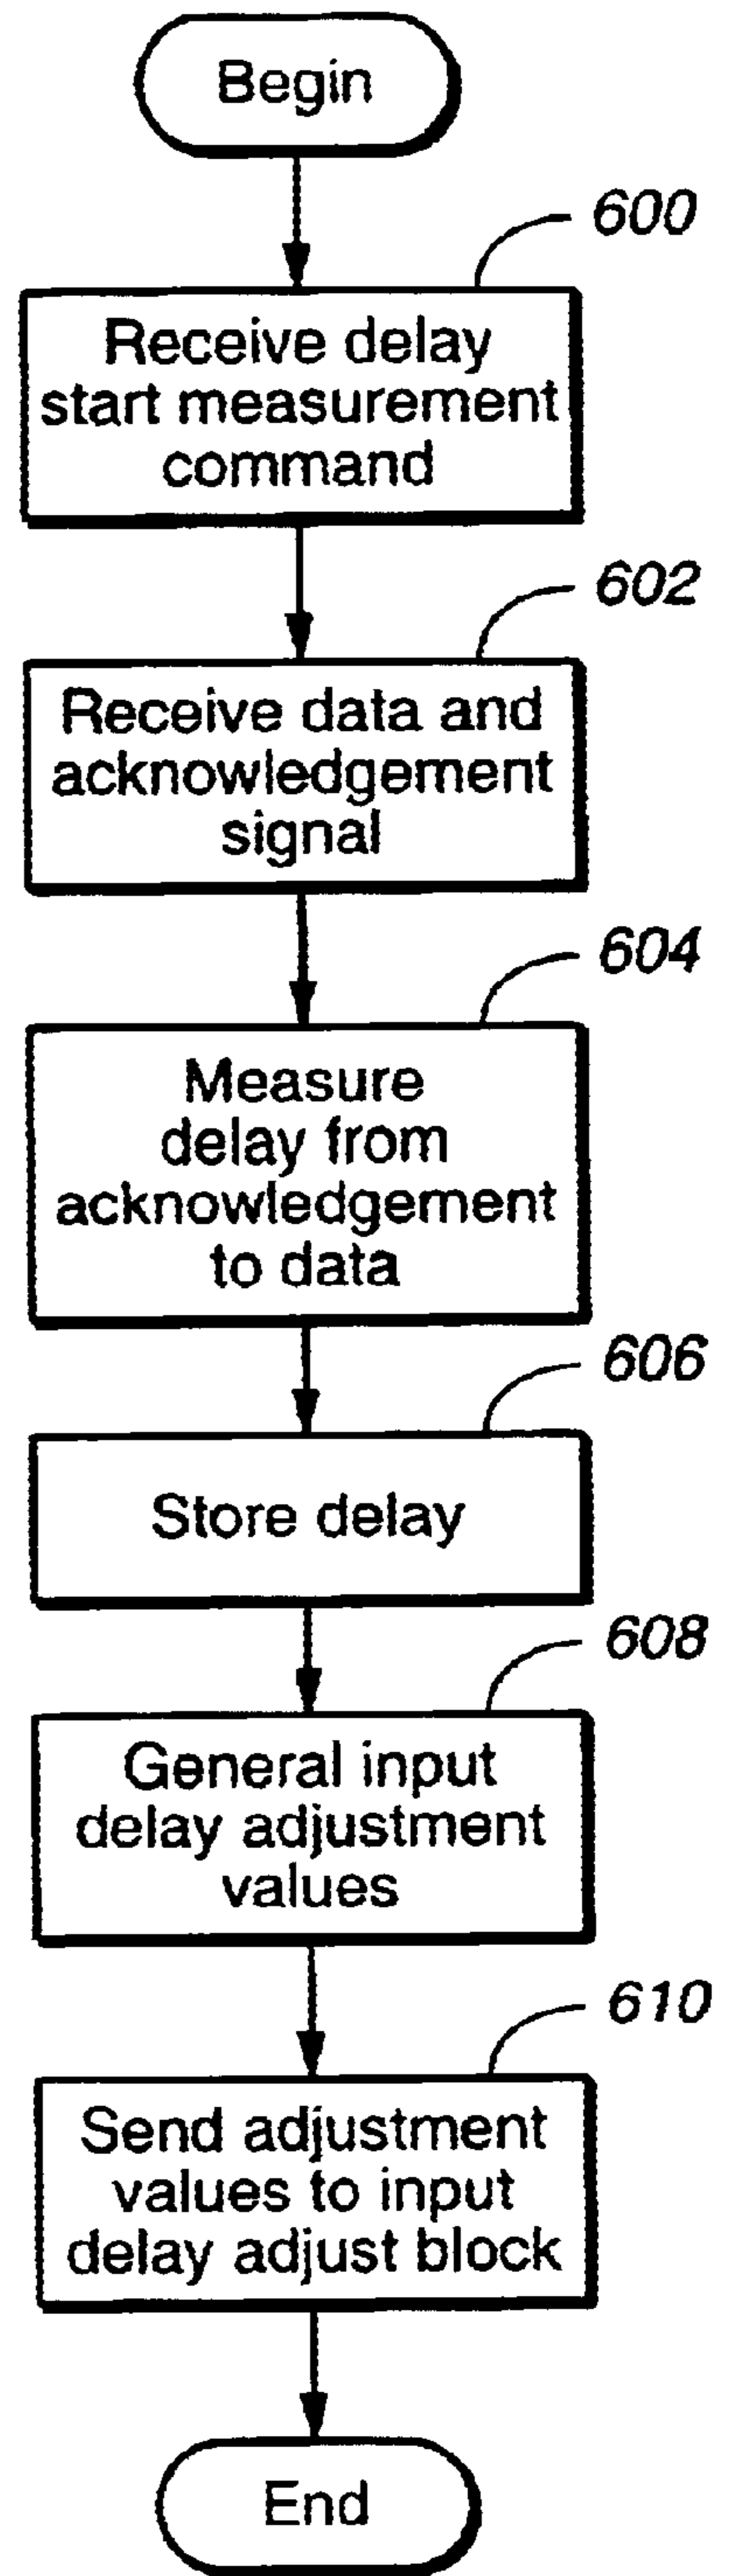 Begin
600
Receive delay
start measurement
command
602
Receive data and
acknowledgement
signal
604
Measure
delay from
acknowledgement
to data
606
Store delay
608
General input
delay adjustment
values
610
Send adjustment
values to input
delay adjust block
End